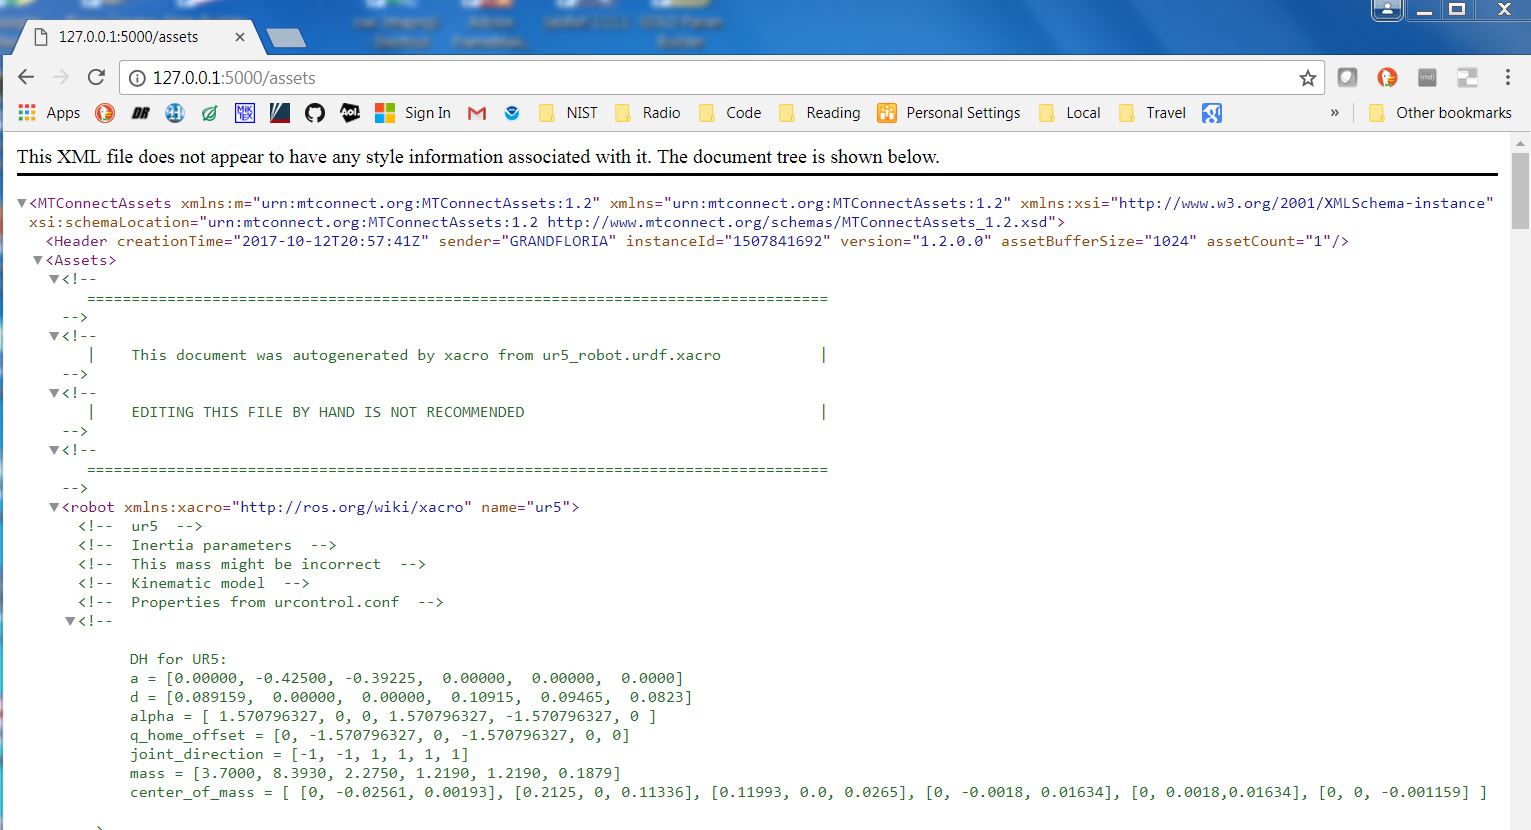 127.0.0.1:5000/assets
127.0.0.1:5000/assets
Apps DR MiKTEX Aol. Sign In NIST Radio Code Reading Personal Settings Local Travel » Other bookmarks
This XML file does not appear to have any style information associated with it. The document tree is shown below.
<MTConnectAssets xmlns:m="urn:mtconnect.org:MTConnectAssets:1.2" xmlns="urn:mtconnect.org:MTConnectAssets:1.2" xmlns:xsi="http://www.w3.org/2001/XMLSchema-instance"
xsi:schemaLocation="urn:mtconnect.org:MTConnectAssets:1.2 http://www.mtconnect.org/schemas/MTConnectAssets_1.2.xsd">
<Header creationTime="2017-10-12T20:57:41Z" sender="GRANDFLORIA" instanceId="1507841692" version="1.2.0.0" assetBufferSize="1024" assetCount="1"/>
<Assets>
<!--
===================================================================================
-->
<!--
| This document was autogenerated by xacro from ur5_robot.urdf.xacro |
-->
<!--
| EDITING THIS FILE BY HAND IS NOT RECOMMENDED |
-->
<!--
===================================================================================
-->
<robot xmlns:xacro="http://ros.org/wiki/xacro" name="ur5">
<!-- ur5 -->
<!-- Inertia parameters -->
<!-- This mass might be incorrect -->
<!-- Kinematic model -->
<!-- Properties from urcontrol.conf -->
<!--
DH for UR5:
a = [0.00000, -0.42500, -0.39225, 0.00000, 0.00000, 0.0000]
d = [0.089159, 0.00000, 0.00000, 0.10915, 0.09465, 0.0823]
alpha = [ 1.570796327, 0, 0, 1.570796327, -1.570796327, 0 ]
q_home_offset = [0, -1.570796327, 0, -1.570796327, 0, 0]
joint_direction = [-1, -1, 1, 1, 1, 1]
mass = [3.7000, 8.3930, 2.2750, 1.2190, 1.2190, 0.1879]
center_of_mass = [ [0, -0.02561, 0.00193], [0.2125, 0, 0.11336], [0.11993, 0.0, 0.0265], [0, -0.0018, 0.01634], [0, 0.0018,0.01634], [0, 0, -0.001159] ]